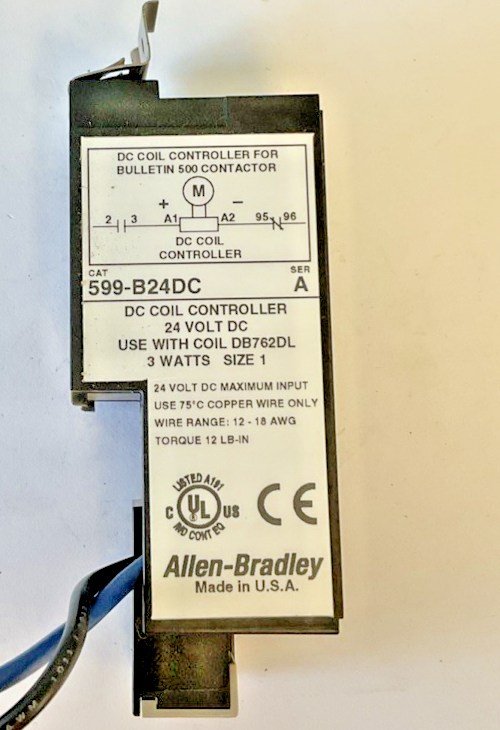 DC COIL CONTROLLER FOR
BULLETIN 500 CONTACTOR
M
+ −
2 3 A1 A2 95 96
DC COIL
CONTROLLER
CAT SER
599-B24DC A
DC COIL CONTROLLER
24 VOLT DC
USE WITH COIL DB762DL
3 WATTS SIZE 1
24 VOLT DC MAXIMUM INPUT
USE 75°C COPPER WIRE ONLY
WIRE RANGE: 12 - 18 AWG
TORQUE 12 LB-IN
LISTED A191
C UL US CE
IND CONT EQ
Allen-Bradley
Made in U.S.A.